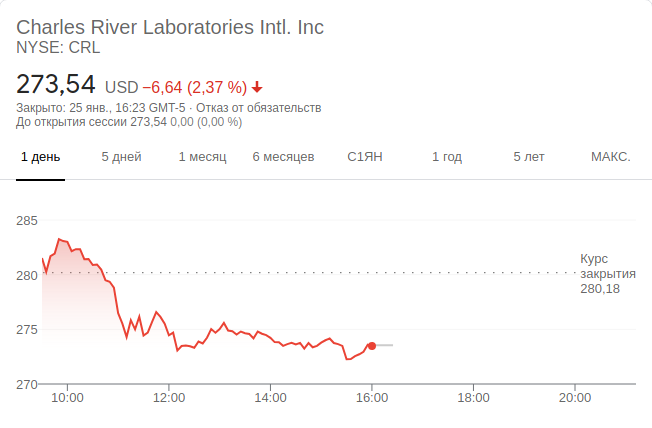 Charles River Laboratories Intl. Inc
NYSE: CRL
273,54 USD −6,64 (2,37 %)
Закрыто: 25 янв., 16:23 GMT-5 · Отказ от обязательств
До открытия сессии 273,54 0,00 (0,00 %)
1 день 5 дней 1 месяц 6 месяцев С1ЯН 1 год 5 лет МАКС.
285
280
275
270
Курс
закрытия
280,18
10:00 12:00 14:00 16:00 18:00 20:00